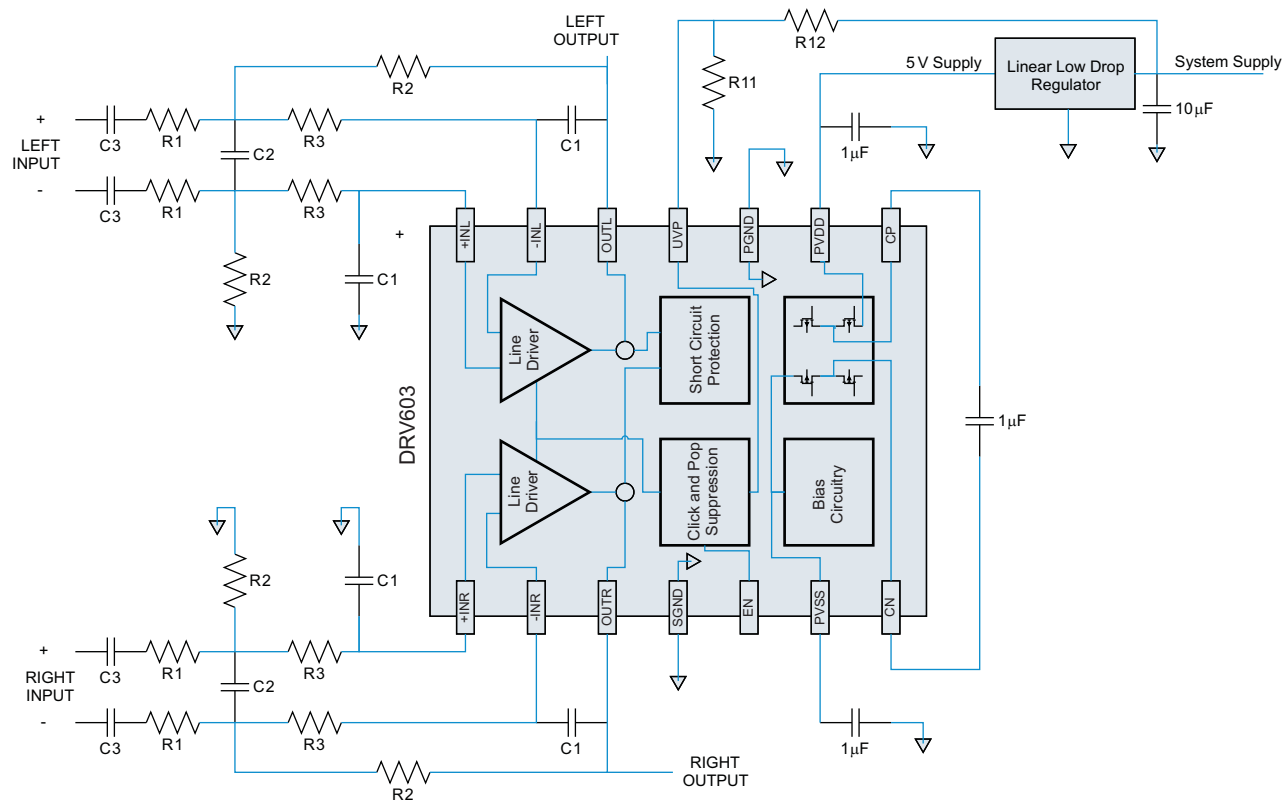 LEFT
OUTPUT
R12
R2
R11
5V Supply
Linear Low Drop
Regulator
System Supply
10μF
+
LEFT
INPUT
-
C3
R1
R3
C1
C2
1μF
C3
R1
R3
+
R2
C1
+INL
-INL
OUTL
UVP
PGND
PVDD
CP
DRV603
Line
Driver
Short Circuit
Protection
1μF
Line
Driver
Click and Pop
Suppression
Bias
Circuitry
R2
C1
+INR
-INR
OUTR
SGND
EN
PVSS
CN
+
RIGHT
INPUT
-
C3
R1
R3
C2
C3
R1
R3
C1
1μF
R2
RIGHT
OUTPUT